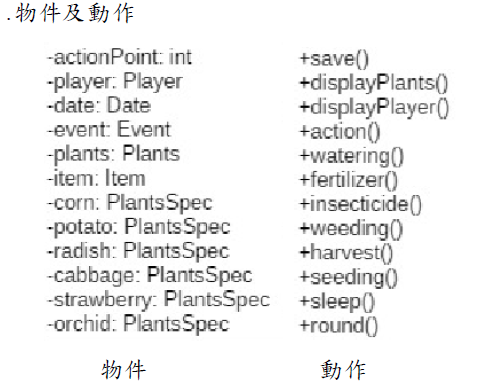 .物件及動作
-actionPoint: int
-player: Player
-date: Date
-event: Event
-plants: Plants
-item: Item
-corn: PlantsSpec
-potato: PlantsSpec
-radish: PlantsSpec
-cabbage: PlantsSpec
-strawberry: PlantsSpec
-orchid: PlantsSpec
物件
+save()
+displayPlants()
+displayPlayer()
+action()
+watering()
+fertilizer()
+insecticide()
+weeding()
+harvest()
+seeding()
+sleep()
+round()
動作